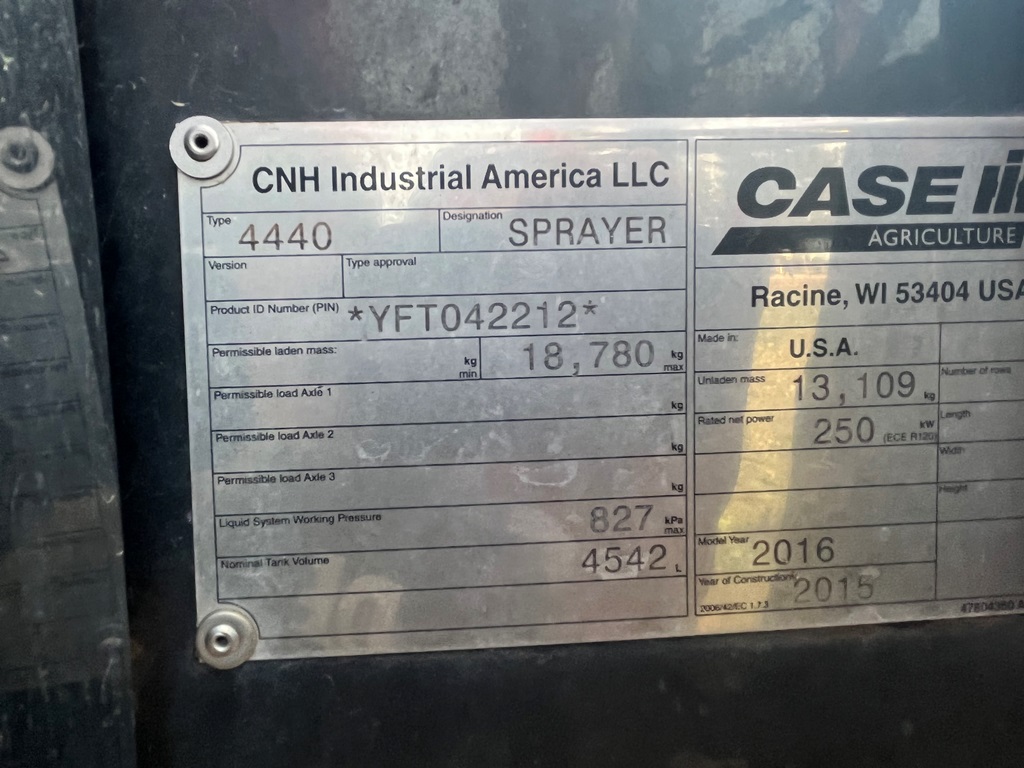 CNH Industrial America LLC
Type
4440
Designation
SPRAYER
Version
Type approval
Product ID Number (PIN)
*YFT042212*
Permissible laden mass:
kg
min
18,780
kg
max
Permissible load Axle 1
kg
Permissible load Axle 2
kg
Permissible load Axle 3
kg
Liquid System Working Pressure
827
kPa
max
Nominal Tank Volume
4542
L
CASE IH
AGRICULTURE
Racine, WI 53404 USA
Made in:
U.S.A.
Unladen mass
13,109
kg
Number of rows
Rated net power
250
kW
(ECE R120)
Length
Width
Height
Model Year
2016
Year of Construction
2015
2006/42/EC 1.7.3